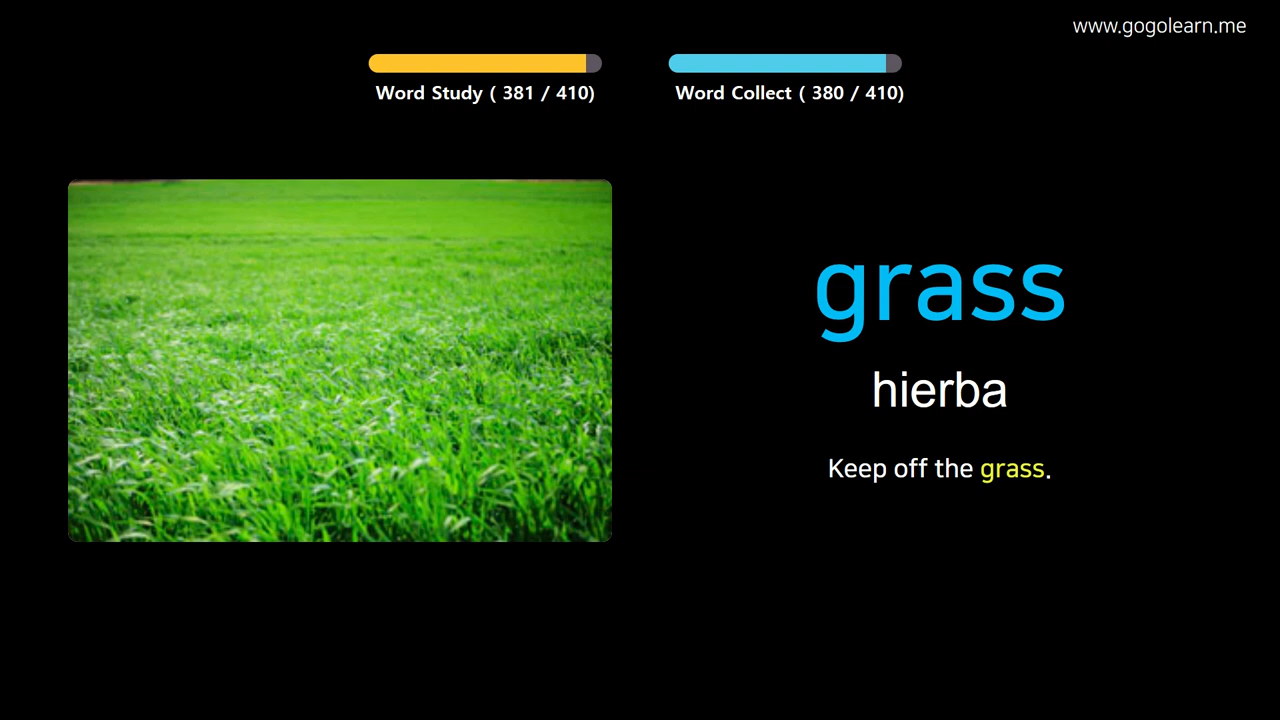 www.gogolearn.me
Word Study ( 381 / 410)
Word Collect ( 380 / 410)
grass
hierba
Keep off the grass.